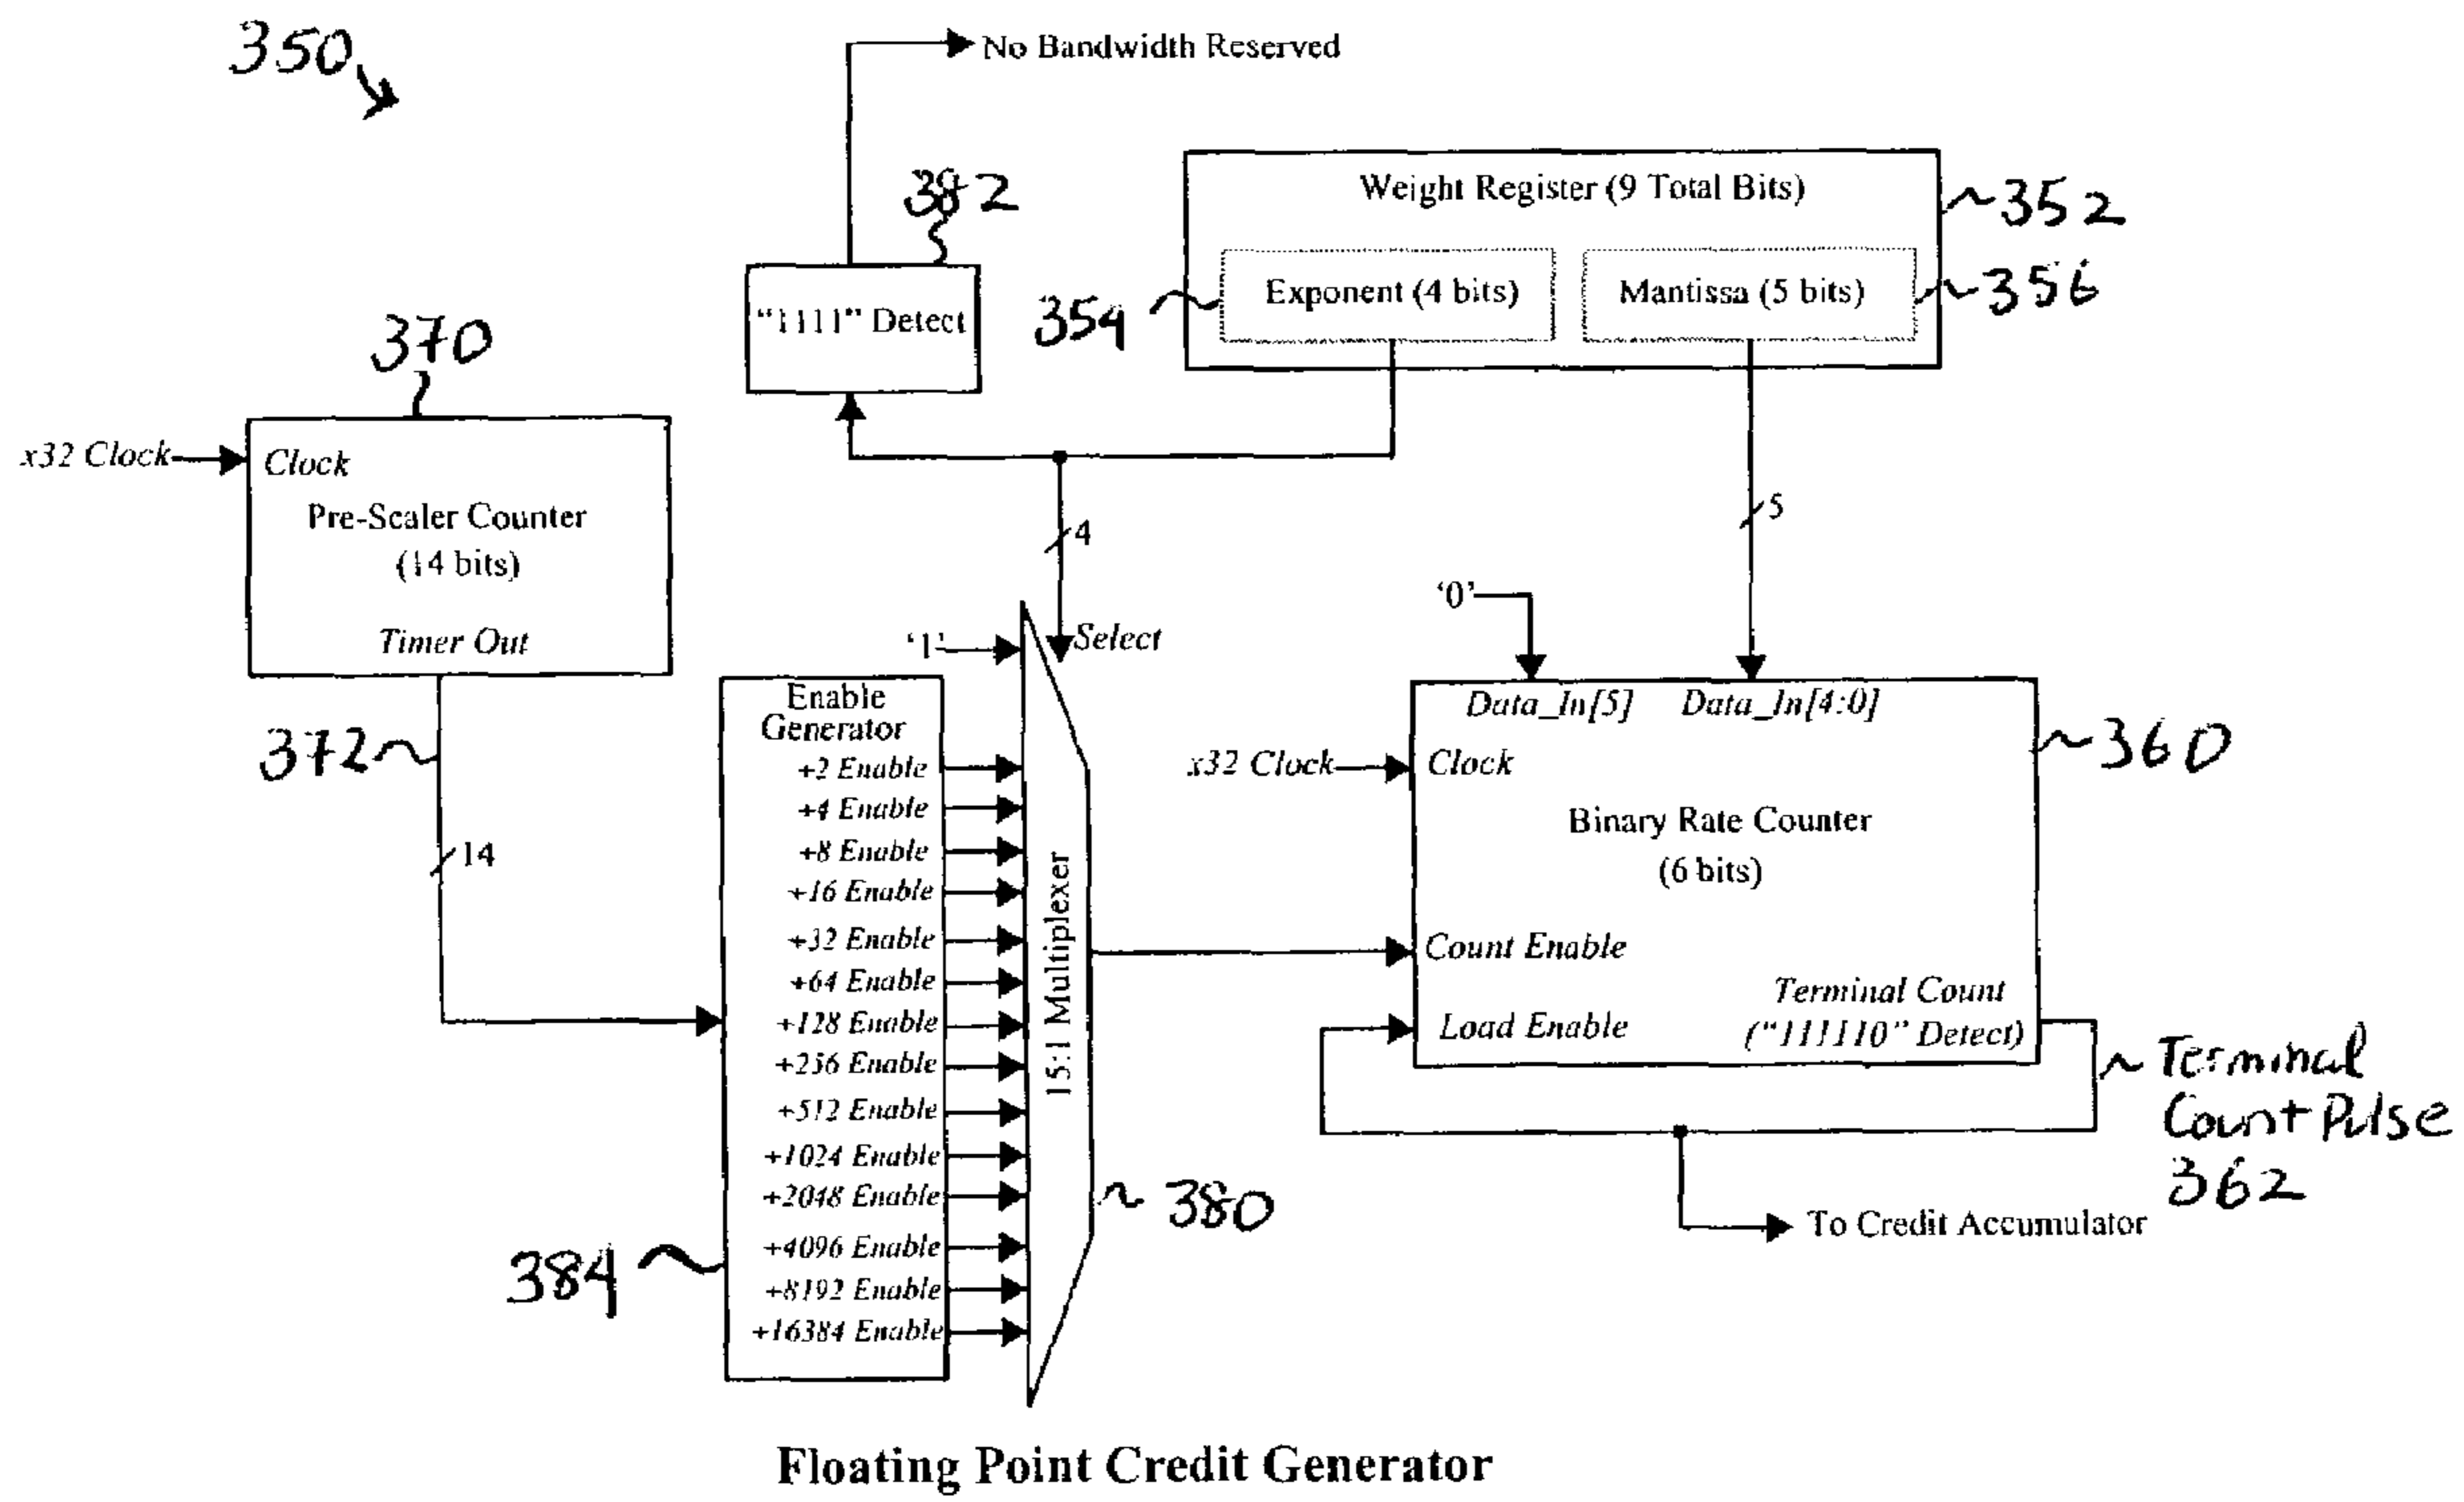 350
No Bandwidth Reserved
382
"1111" Detect
Weight Register (9 Total Bits)
352
Exponent (4 bits)
Mantissa (5 bits)
354
356
370
x32 Clock
Clock
Pre-Scaler Counter
(14 bits)
Timer Out
372
14
4
5
'1'
Select
'0'
Enable
Generator
+2 Enable
+4 Enable
+8 Enable
+16 Enable
+32 Enable
+64 Enable
+128 Enable
+256 Enable
+512 Enable
+1024 Enable
+2048 Enable
+4096 Enable
+8192 Enable
+16384 Enable
384
15:1 Multiplexer
380
Data_In[5]
Data_In[4:0]
x32 Clock
Clock
360
Binary Rate Counter
(6 bits)
Count Enable
Load Enable
Terminal Count
("111110" Detect)
Terminal
Count Pulse
362
To Credit Accumulator
Floating Point Credit Generator